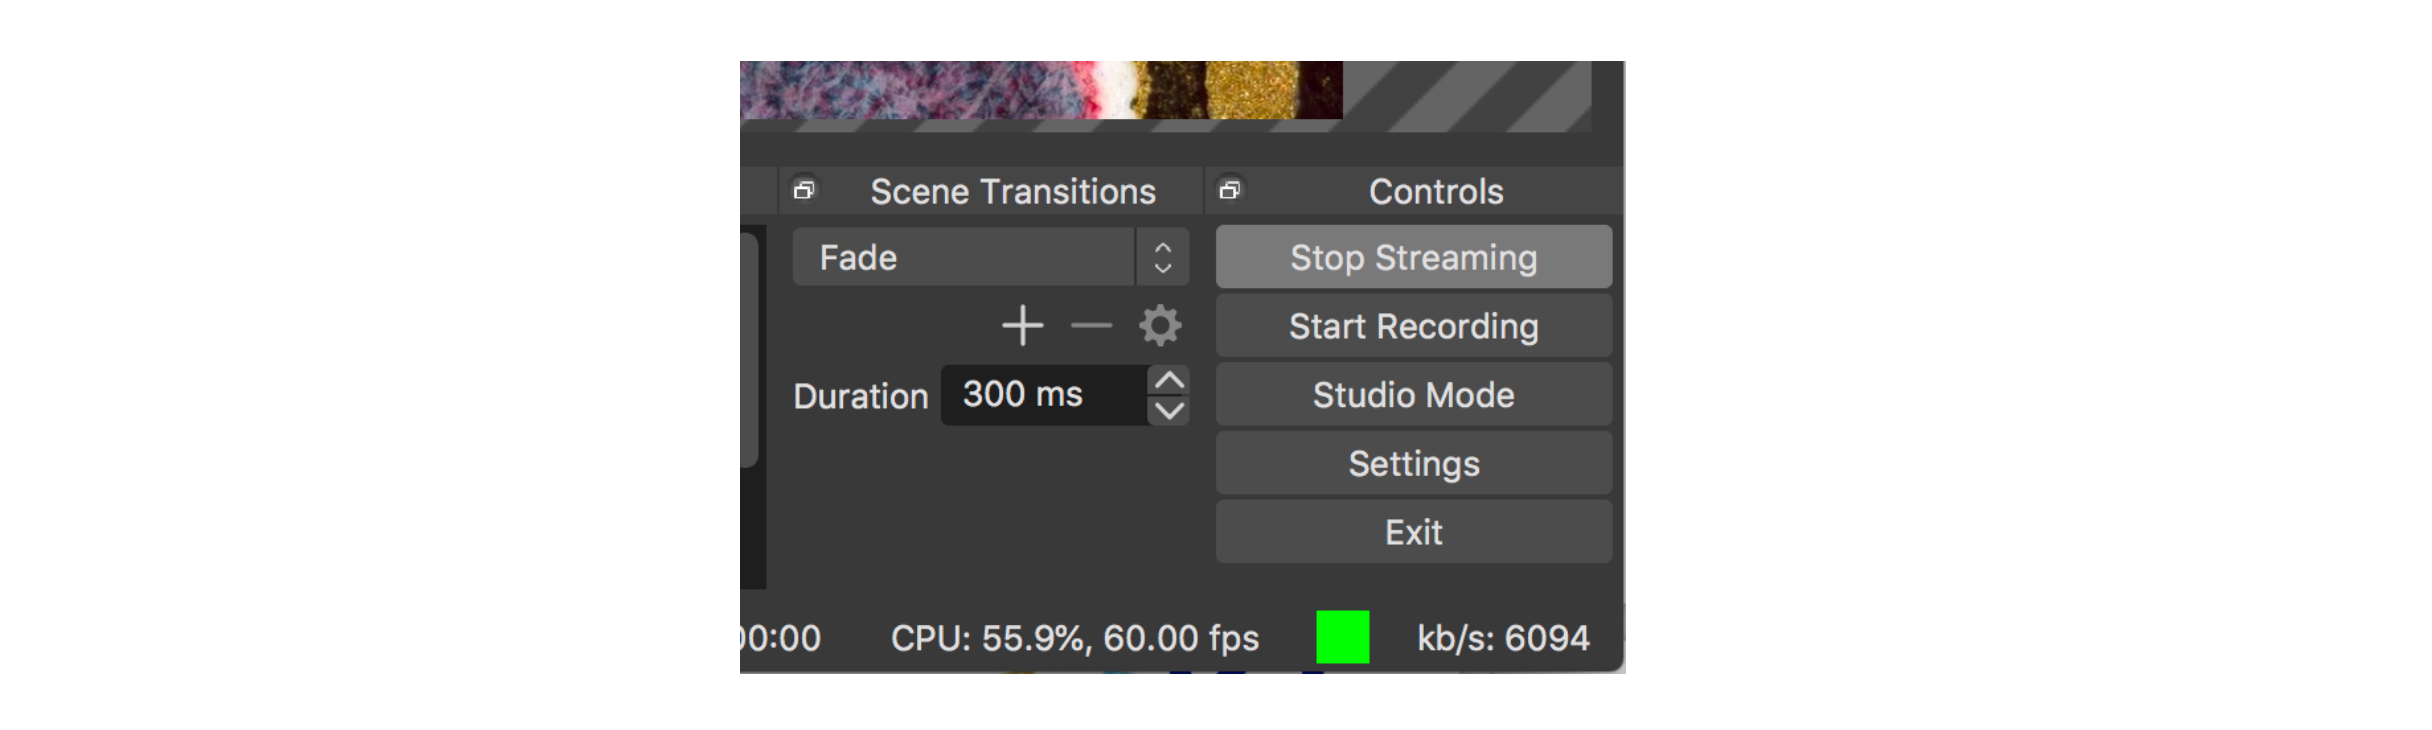 Scene Transitions
Controls
Fade
Stop Streaming
Start Recording
Duration 300 ms
Studio Mode
Settings
Exit
0:00 CPU: 55.9%, 60.00 fps kb/s: 6094